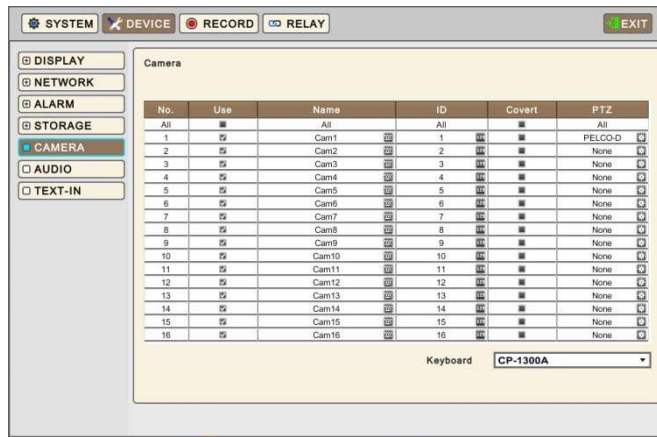 SYSTEM DEVICE RECORD RELAY EXIT
DISPLAY
NETWORK
ALARM
STORAGE
CAMERA
AUDIO
TEXT-IN
Camera
No. Use Name ID Covert PTZ
All All All All
1 Cam1 1 PELCO-D
2 Cam2 2 None
3 Cam3 3 None
4 Cam4 4 None
5 Cam5 5 None
6 Cam6 6 None
7 Cam7 7 None
8 Cam8 8 None
9 Cam9 9 None
10 Cam10 10 None
11 Cam11 11 None
12 Cam12 12 None
13 Cam13 13 None
14 Cam14 14 None
15 Cam15 15 None
16 Cam16 16 None
Keyboard CP-1300A